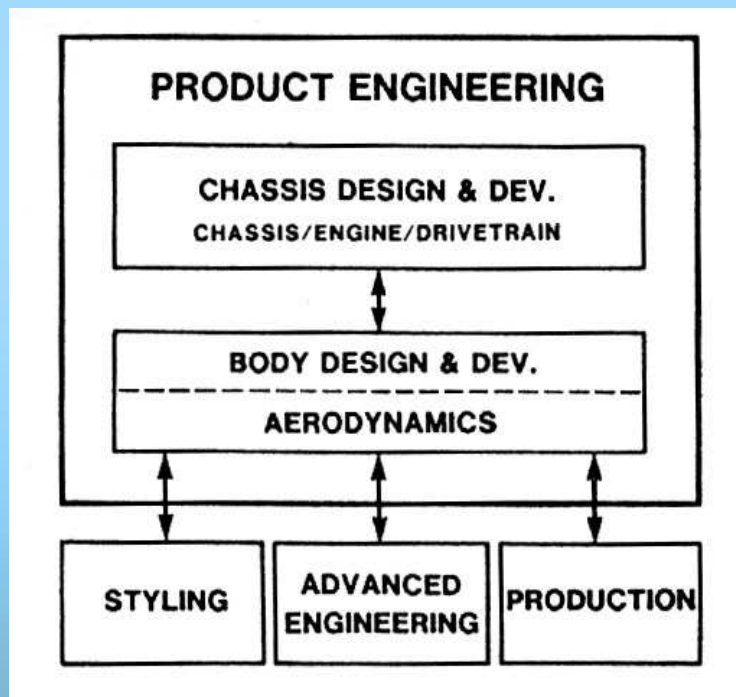 PRODUCT ENGINEERING
CHASSIS DESIGN & DEV.
CHASSIS/ENGINE/DRIVETRAIN
BODY DESIGN & DEV.
AERODYNAMICS
STYLING
ADVANCED
ENGINEERING
PRODUCTION